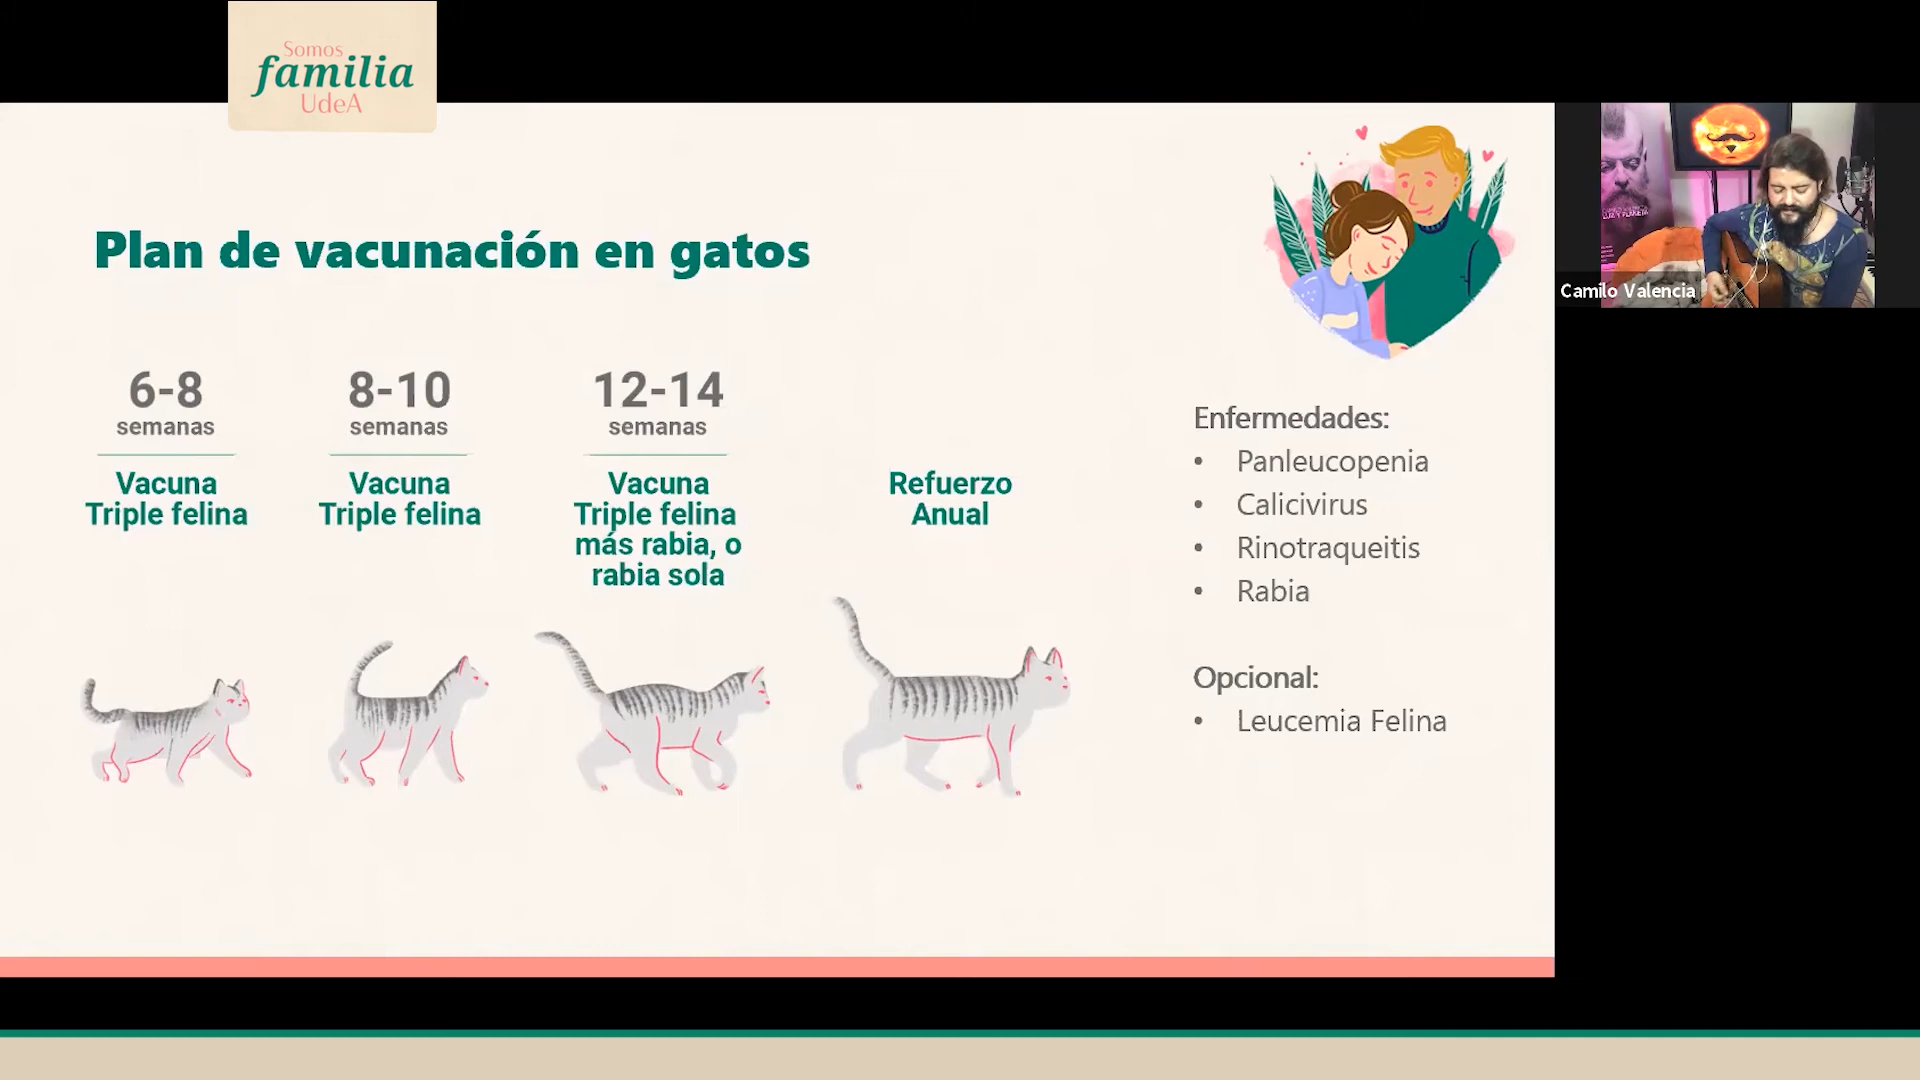 Somos
familia
UdeA
Plan de vacunación en gatos
6-8
semanas
Vacuna
Triple felina
8-10
semanas
Vacuna
Triple felina
12-14
semanas
Vacuna
Triple felina
más rabia, o
rabia sola
Refuerzo
Anual
Enfermedades:
• Panleucopenia
• Calicivirus
• Rinotraqueitis
• Rabia
Opcional:
• Leucemia Felina
LUZ Y PLANETA
Camilo Valencia